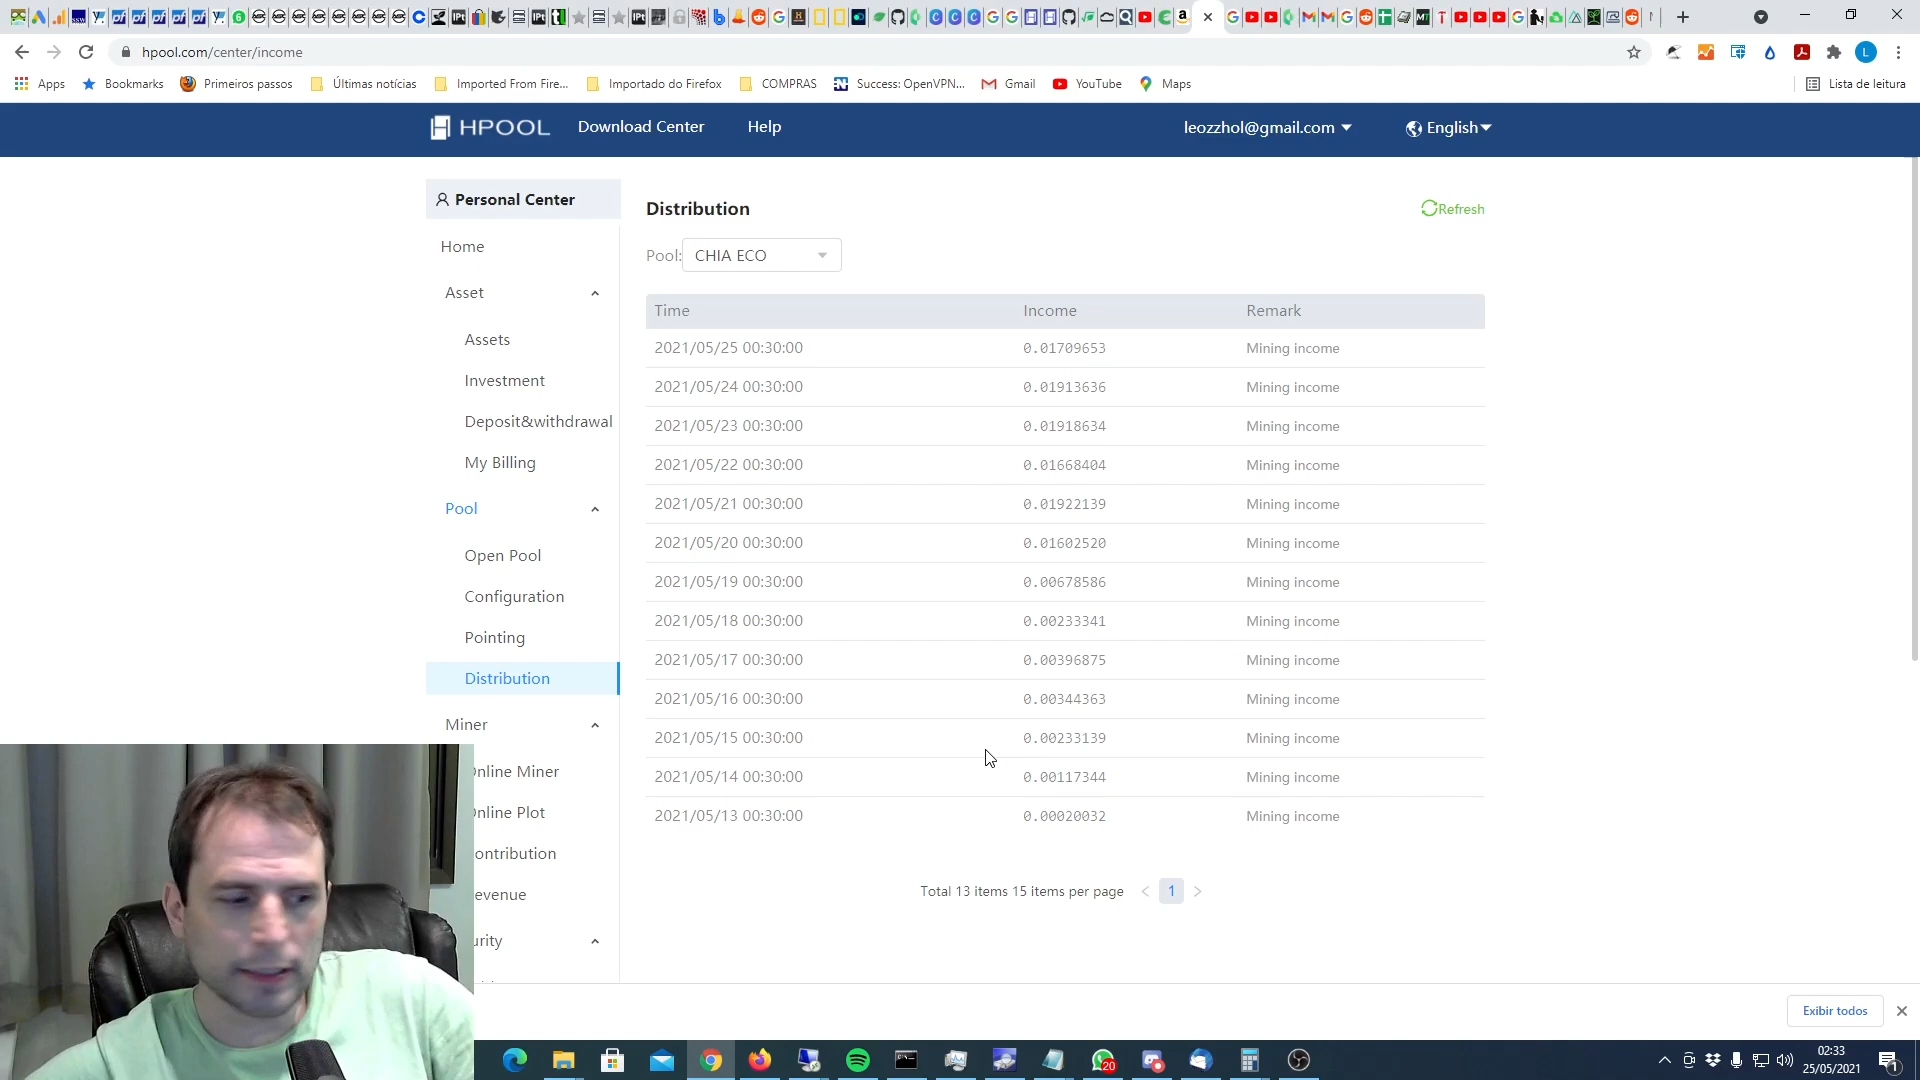 hpool.com/center/income
Apps
Bookmarks
Primeiros passos
Últimas notícias
Imported From Fire...
Importado do Firefox
COMPRAS
Success: OpenVPN...
Gmail
YouTube
Maps
Lista de leitura
HPOOL
Download Center
Help
leozzhol@gmail.com
English
Personal Center
Home
Asset
Assets
Investment
Deposit&withdrawal
My Billing
Pool
Open Pool
Configuration
Pointing
Distribution
Miner
nline Miner
nline Plot
ontribution
evenue
urity
Distribution
Refresh
Pool: CHIA ECO
Time Income Remark
2021/05/25 00:30:00 0.01709653 Mining income
2021/05/24 00:30:00 0.01913636 Mining income
2021/05/23 00:30:00 0.01918634 Mining income
2021/05/22 00:30:00 0.01668404 Mining income
2021/05/21 00:30:00 0.01922139 Mining income
2021/05/20 00:30:00 0.01602520 Mining income
2021/05/19 00:30:00 0.00678586 Mining income
2021/05/18 00:30:00 0.00233341 Mining income
2021/05/17 00:30:00 0.00396875 Mining income
2021/05/16 00:30:00 0.00344363 Mining income
2021/05/15 00:30:00 0.00233139 Mining income
2021/05/14 00:30:00 0.00117344 Mining income
2021/05/13 00:30:00 0.00020032 Mining income
Total 13 items 15 items per page < 1 >
Exibir todos
20
02:33
25/05/2021
1